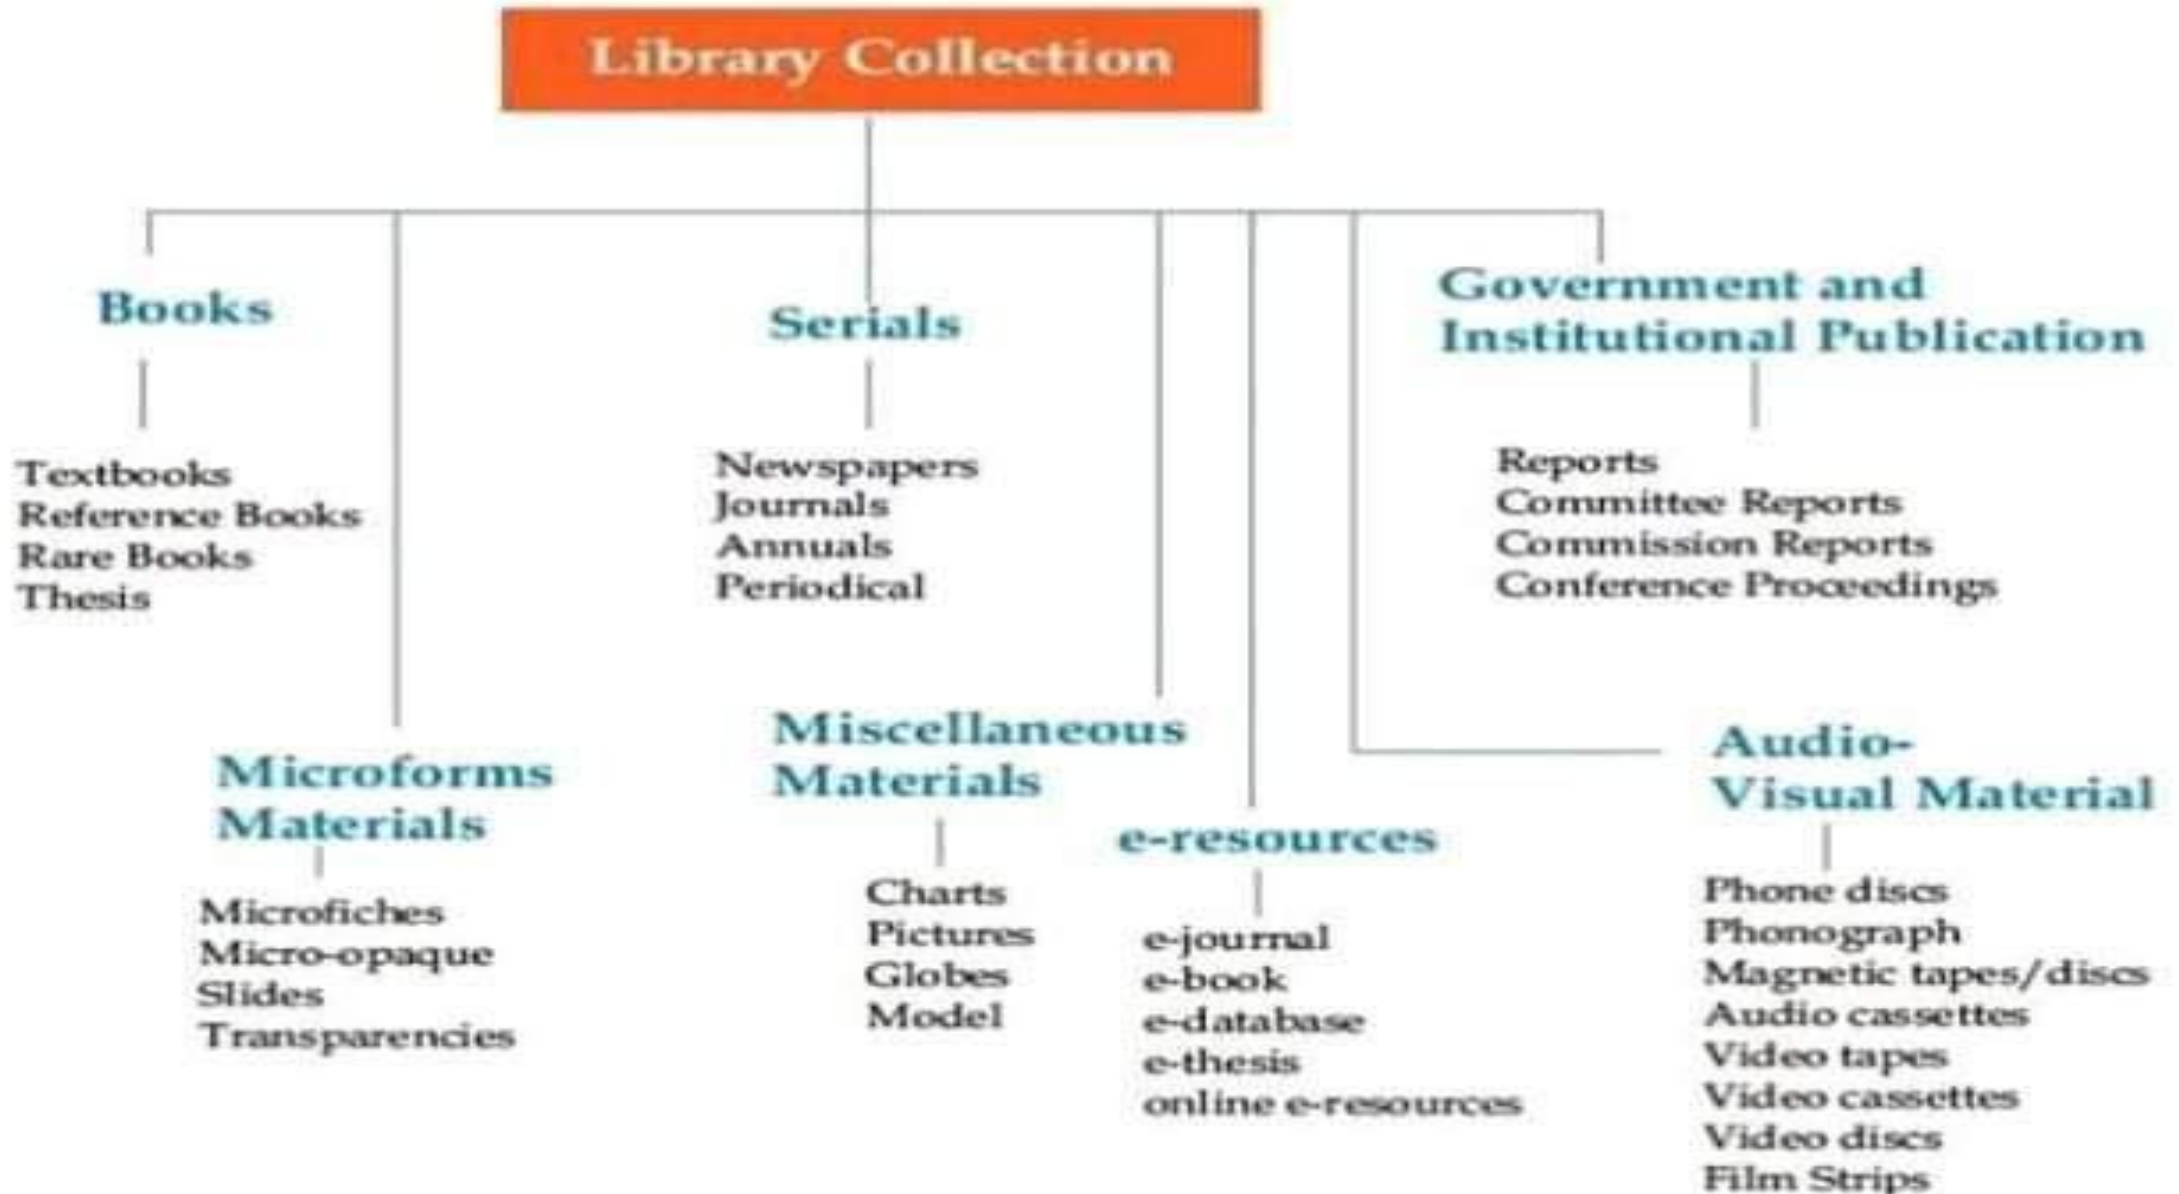 Library Collection
Books
Textbooks
Reference Books
Rare Books
Thesis
Serials
Newspapers
Journals
Annuals
Periodical
Government and
Institutional Publication
Reports
Committee Reports
Commission Reports
Conference Proceedings
Microforms
Materials
Microfiches
Micro-opaque
Slides
Transparencies
Miscellaneous
Materials
Charts
Pictures
Globes
Model
e-resources
e-journal
e-book
e-database
e-thesis
online e-resources
Audio-
Visual Material
Phone discs
Phonograph
Magnetic tapes/discs
Audio cassettes
Video tapes
Video cassettes
Video discs
Film Strips